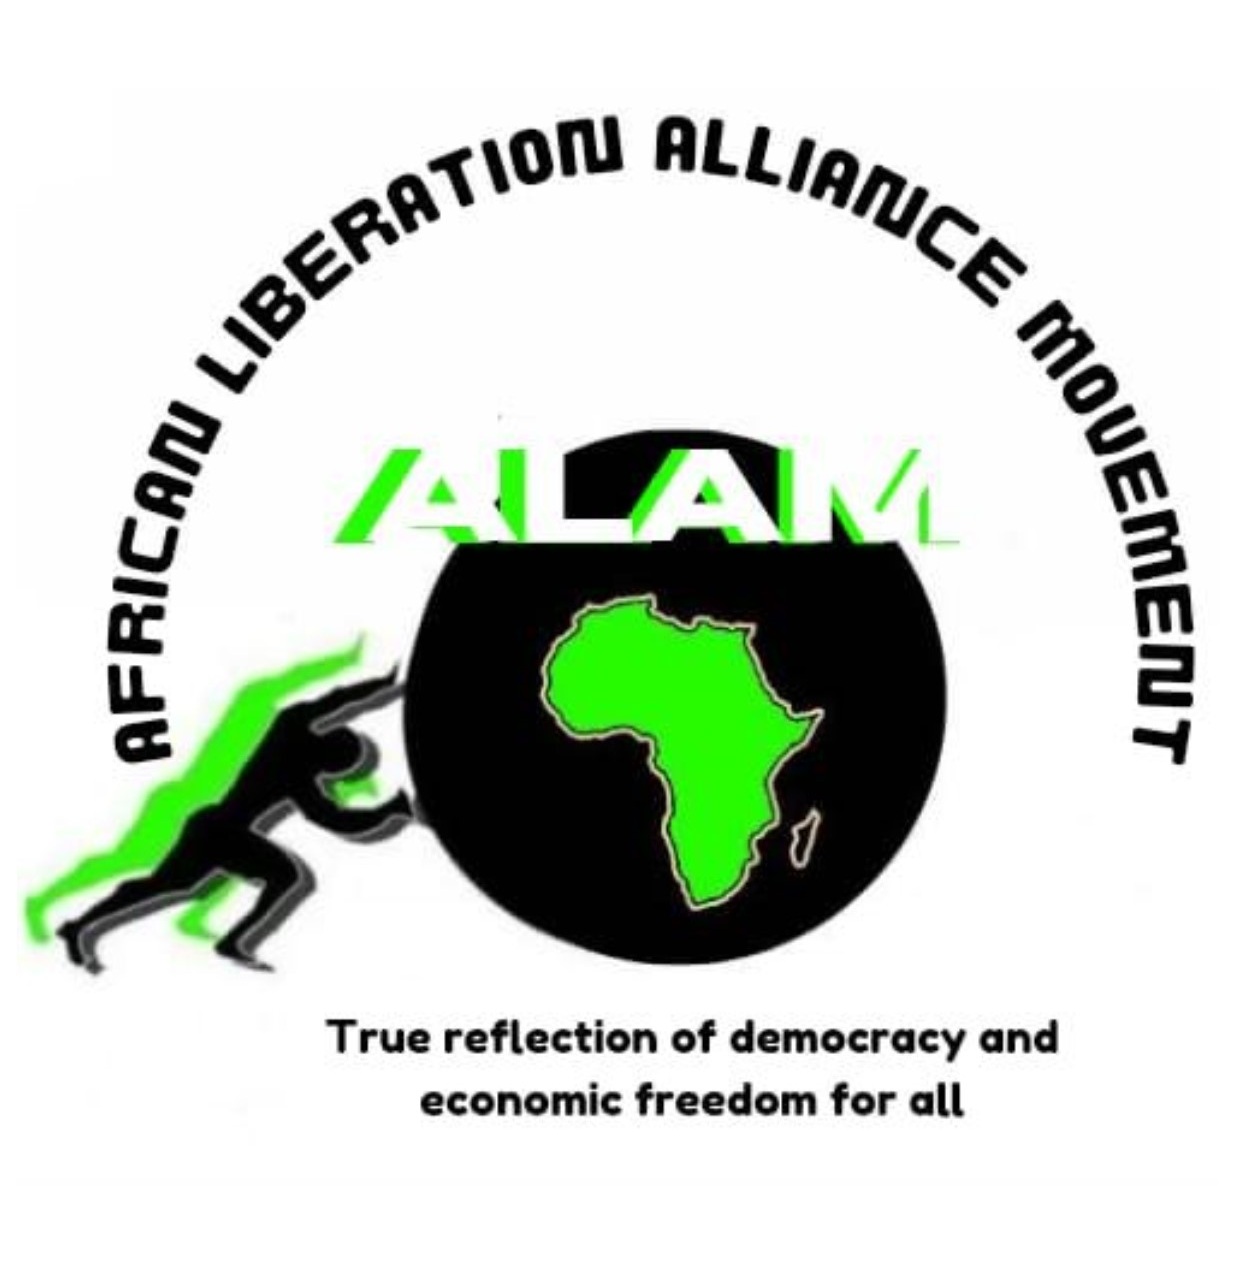 AFRICAN LIBERATION ALLIANCE MOVEMENT
ALAM
True reflection of democracy and
economic freedom for all